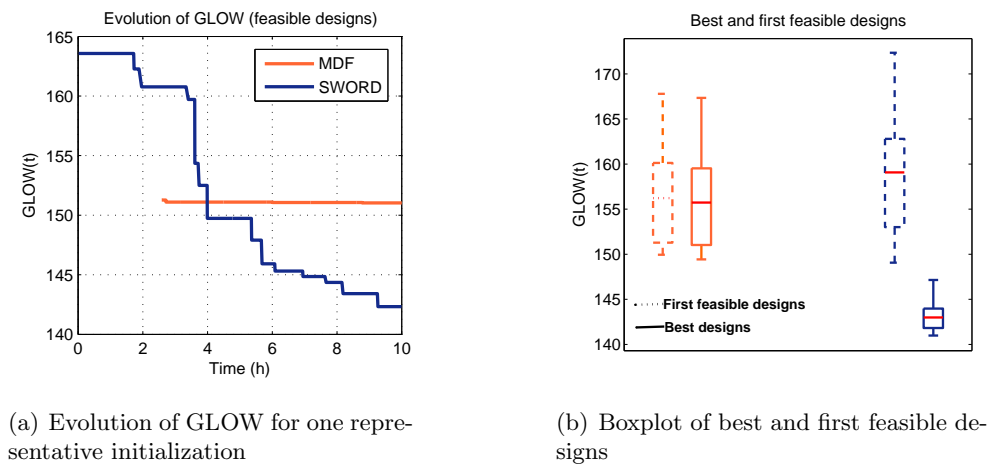 Evolution of GLOW (feasible designs)
165
160
155
150
145
140
GLOW(t)
MDF
SWORD
0 2 4 6 8 10
Time (h)
(a) Evolution of GLOW for one repre-
sentative initialization
Best and first feasible designs
170
165
160
155
150
145
140
GLOW(t)
First feasible designs
Best designs
(b) Boxplot of best and first feasible de-
signs